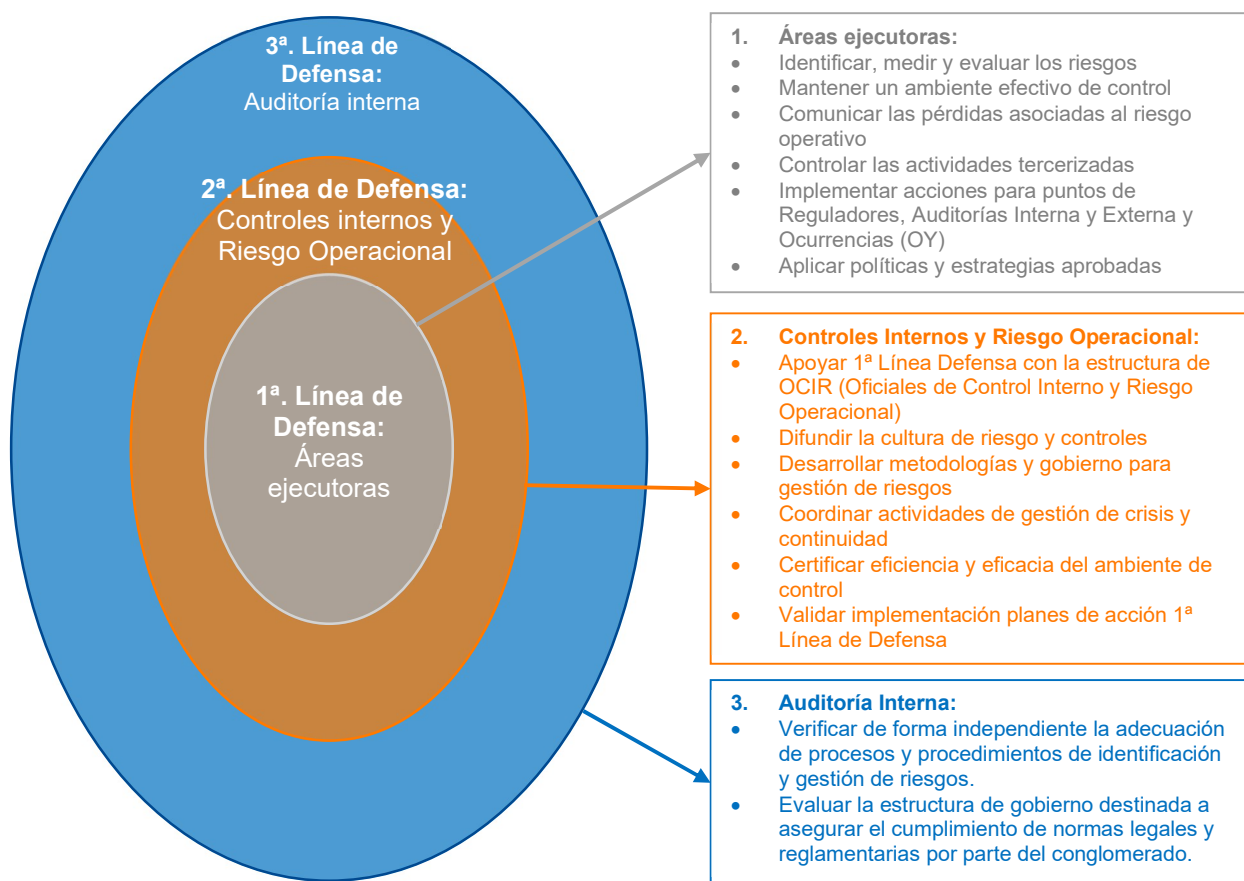 3ª. Línea de
Defensa:
Auditoría interna
2ª. Línea de Defensa:
Controles internos y
Riesgo Operacional
1ª. Línea de
Defensa:
Áreas
ejecutoras
1. Áreas ejecutoras:
• Identificar, medir y evaluar los riesgos
• Mantener un ambiente efectivo de control
• Comunicar las pérdidas asociadas al riesgo
operativo
• Controlar las actividades tercerizadas
• Implementar acciones para puntos de
Reguladores, Auditorías Interna y Externa y
Ocurrencias (OY)
• Aplicar políticas y estrategias aprobadas
2. Controles Internos y Riesgo Operacional:
• Apoyar 1ª Línea Defensa con la estructura de
OCIR (Oficiales de Control Interno y Riesgo
Operacional)
• Difundir la cultura de riesgo y controles
• Desarrollar metodologías y gobierno para
gestión de riesgos
• Coordinar actividades de gestión de crisis y
continuidad
• Certificar eficiencia y eficacia del ambiente de
control
• Validar implementación planes de acción 1ª
Línea de Defensa
3. Auditoría Interna:
• Verificar de forma independiente la adecuación
de procesos y procedimientos de identificación
y gestión de riesgos.
• Evaluar la estructura de gobierno destinada a
asegurar el cumplimiento de normas legales y
reglamentarias por parte del conglomerado.